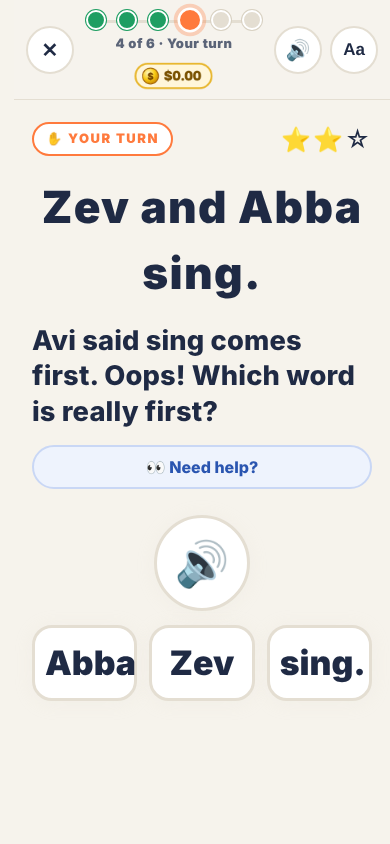 4 of 6 · Your turn
$0.00
Aa
YOUR TURN
Zev and Abba
sing.
Avi said sing comes
first. Oops! Which word
is really first?
Need help?
Abba
Zev
sing.